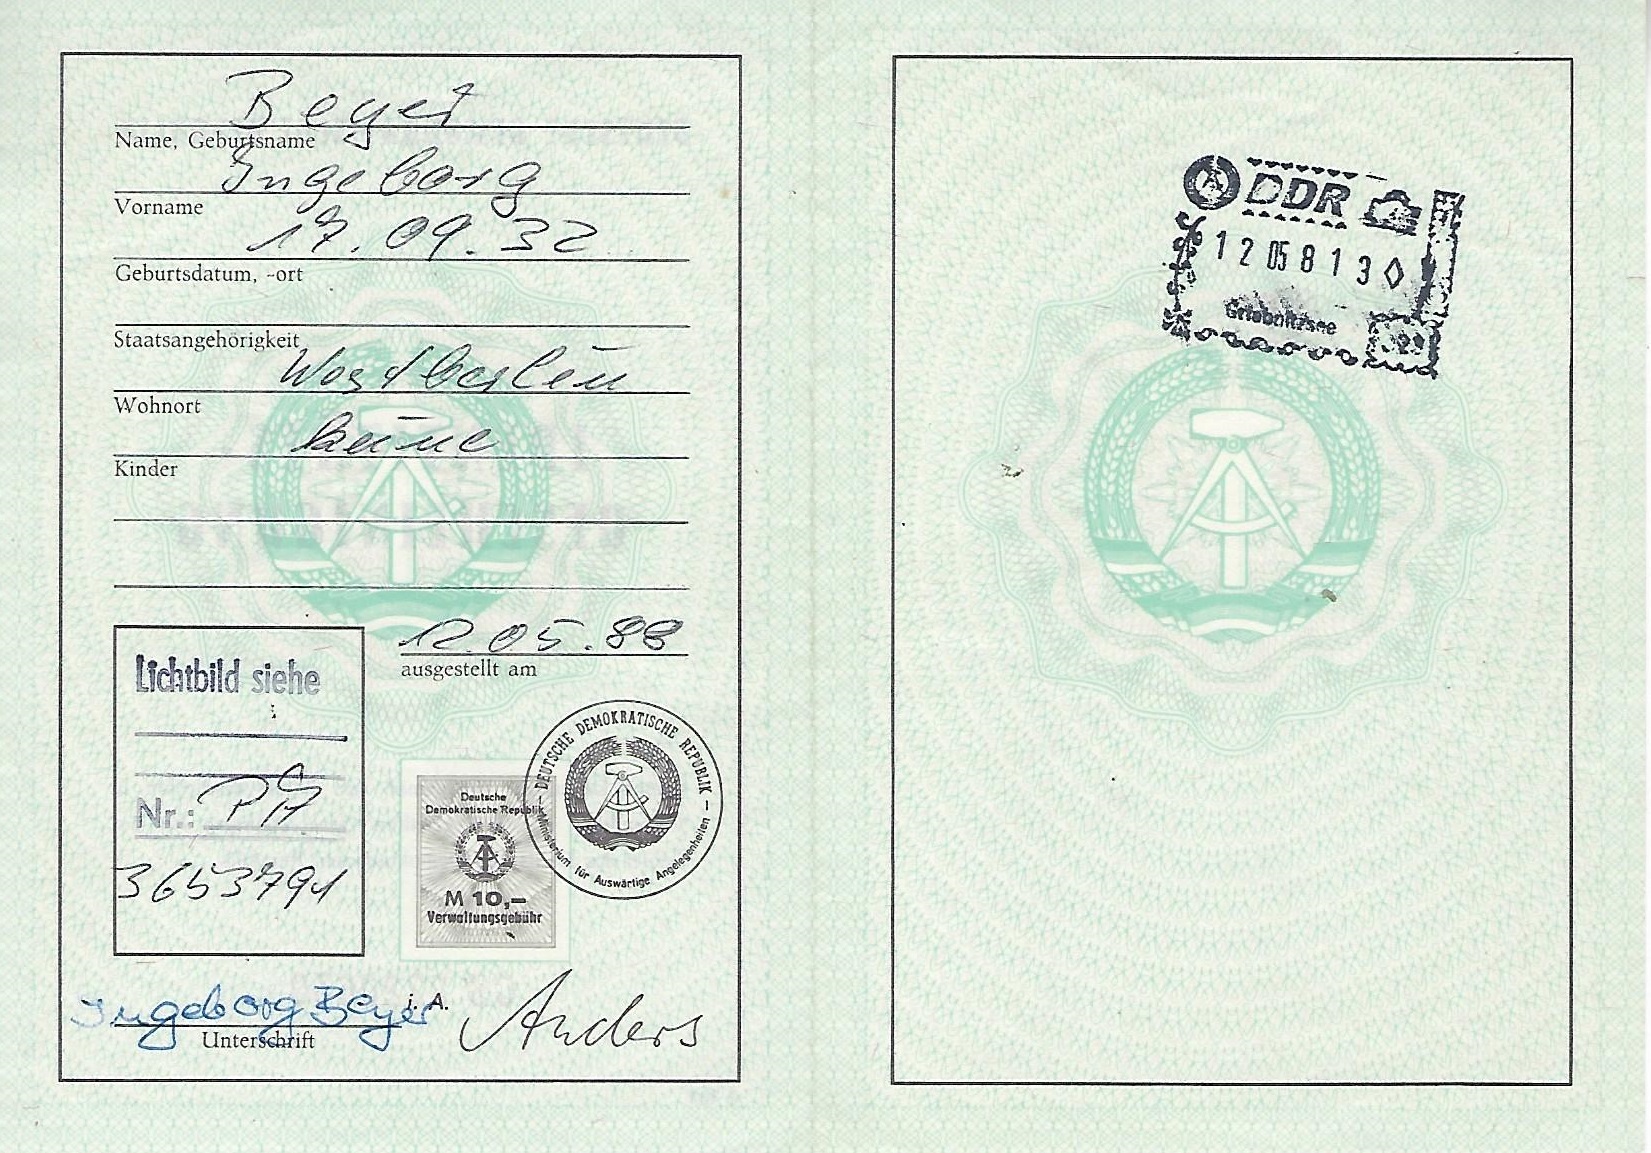 Beyer
Name, Geburtsname
Ingeborg
Vorname
17.09.32
Geburtsdatum, -ort
Staatsangehörigkeit
Westberlin
Wohnort
keine
Kinder
12.05.88
ausgestellt am
Lichtbild siehe
Nr.: PA
3653791
Deutsche
Demokratische Republik
M 10,–
Verwaltungsgebühr
– DEUTSCHE DEMOKRATISCHE REPUBLIK –
Ministerium für Auswärtige Angelegenheiten
Ingeborg Beyer
i. A. Anders
Unterschrift
DDR
12 05 8 1 3 ◊
Griebnitzsee